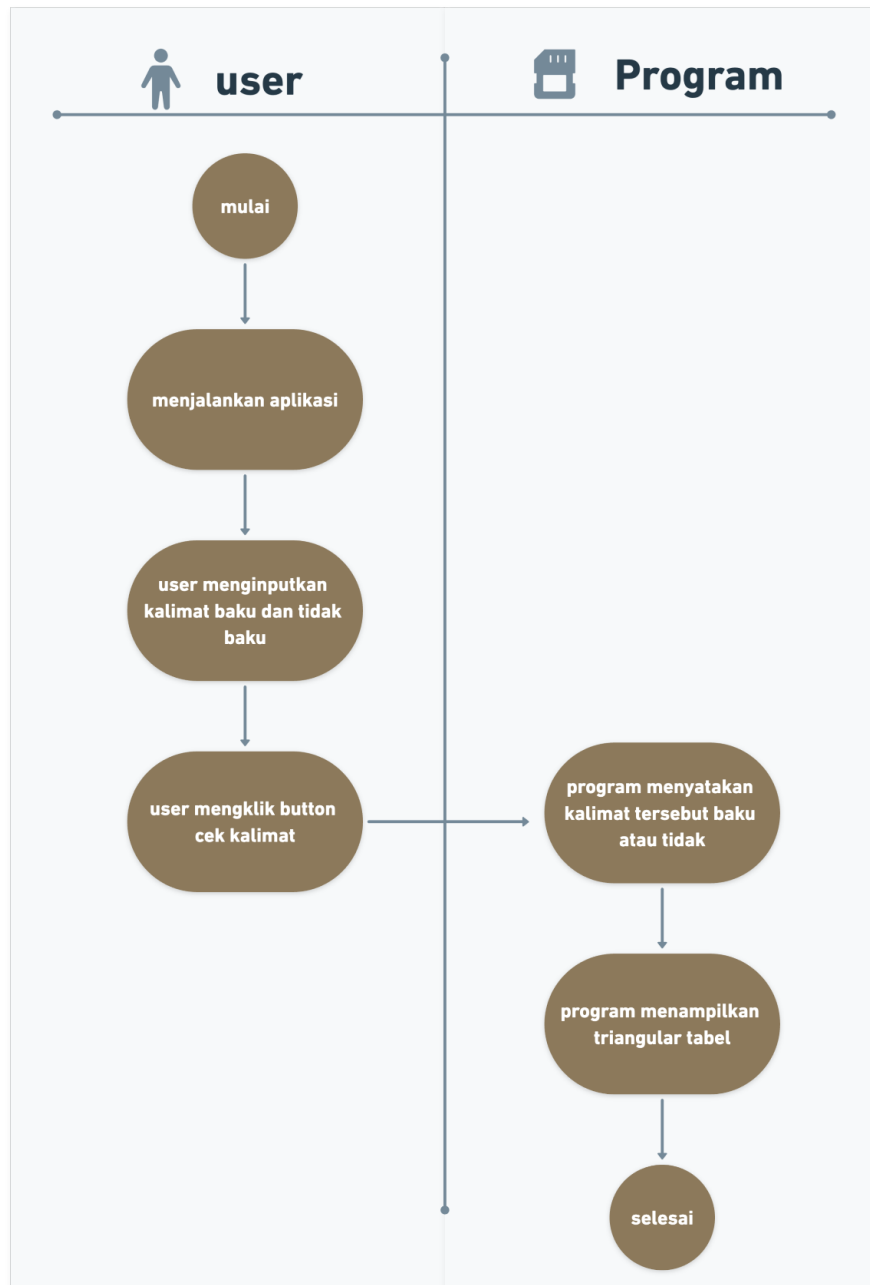 user
Program
mulai
menjalankan aplikasi
user menginputkan
kalimat baku dan tidak
baku
user mengklik button
cek kalimat
program menyatakan
kalimat tersebut baku
atau tidak
program menampilkan
triangular tabel
selesai